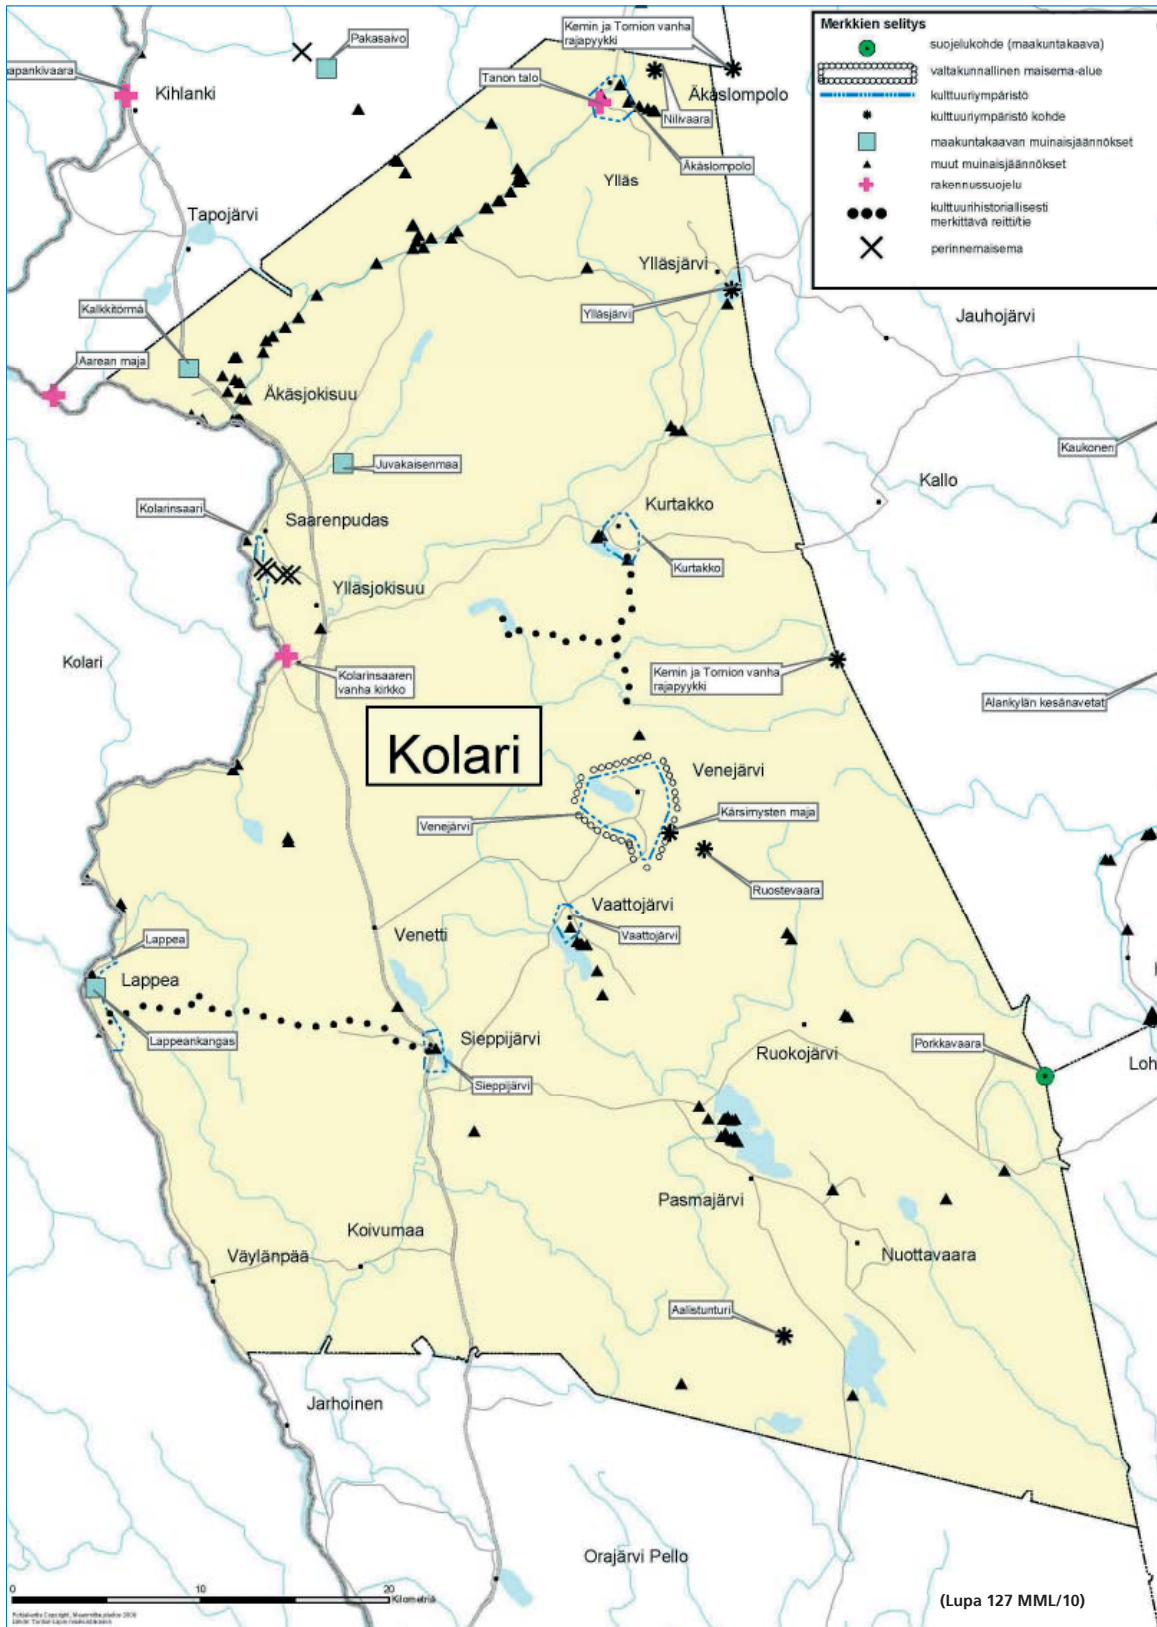 Merkkien selitys
suojelukohde (maakuntakaava)
valtakunnallinen maisema-alue
kulttuuriympäristö
kulttuuriympäristö kohde
maakuntakaavan muinaisjäännökset
muut muinaisjäännökset
rakennussuojelu
kulttuurihistoriallisesti
merkittävä reitti/tie
perinnemaisema
Kemin ja Tornion vanha
rajapyykki
Pakasaivo
apankivaara
Kihlanki
Tanon talo
Äkäslompolo
Nilivaara
Äkäslompolo
Ylläs
Tapojärvi
Ylläsjärvi
Ylläsjärvi
Jauhojärvi
Kalkkitörmä
Aarean maja
Äkäsjokisuu
Juvakaisenmaa
Kaukonen
Kallo
Kolarinsaari
Saarenpudas
Kurtakko
Kurtakko
Ylläsjokisuu
Kolari
Kolarinsaaren
vanha kirkko
Kemin ja Tornion vanha
rajapyykki
Alankylän kesänavetat
Kolari
Venejärvi
Venejärvi
Kärsimysten maja
Ruostevaara
Vaattojärvi
Vaattojärvi
Venetti
Lappea
Lappea
Lappeankangas
Sieppijärvi
Sieppijärvi
Ruokojärvi
Porkkavaara
Loh
Pasmajärvi
Koivumaa
Väylänpää
Nuottavaara
Aalistunturi
Jarhoinen
Orajärvi Pello
0 10 20
Kilometriä
(Lupa 127 MML/10)